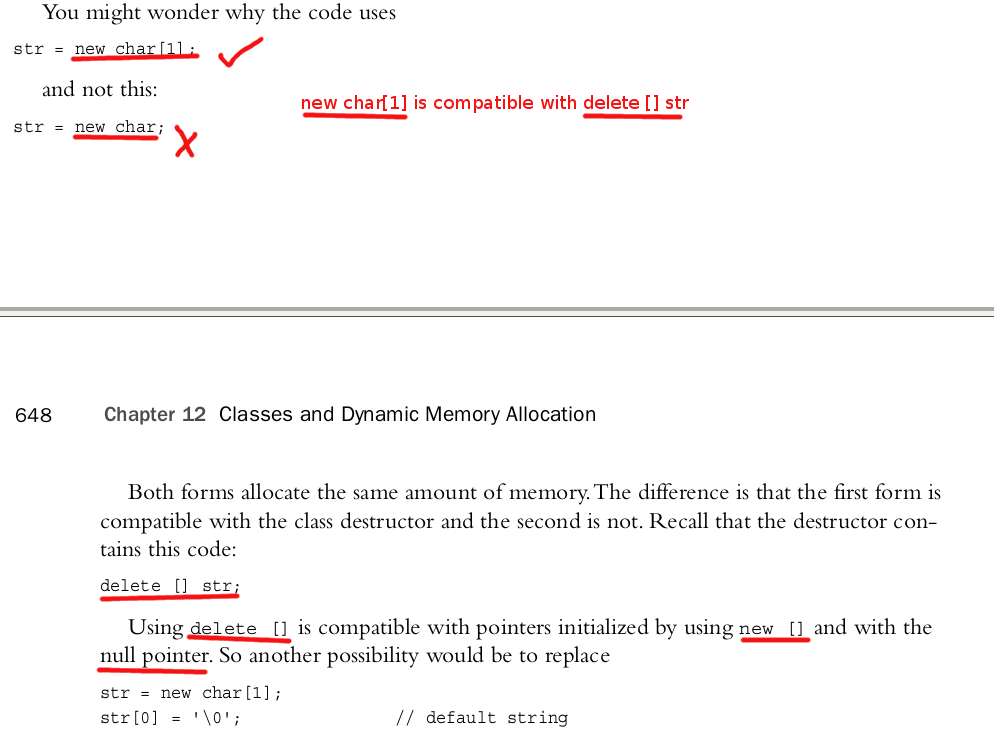 You might wonder why the code uses
str = new char[1];
and not this:
new char[1] is compatible with delete [] str
str = new char;
648 Chapter 12 Classes and Dynamic Memory Allocation
Both forms allocate the same amount of memory. The difference is that the first form is
compatible with the class destructor and the second is not. Recall that the destructor con-
tains this code:
delete [] str;
Using delete [] is compatible with pointers initialized by using new [] and with the
null pointer. So another possibility would be to replace
str = new char[1];
str[0] = '\0'; // default string